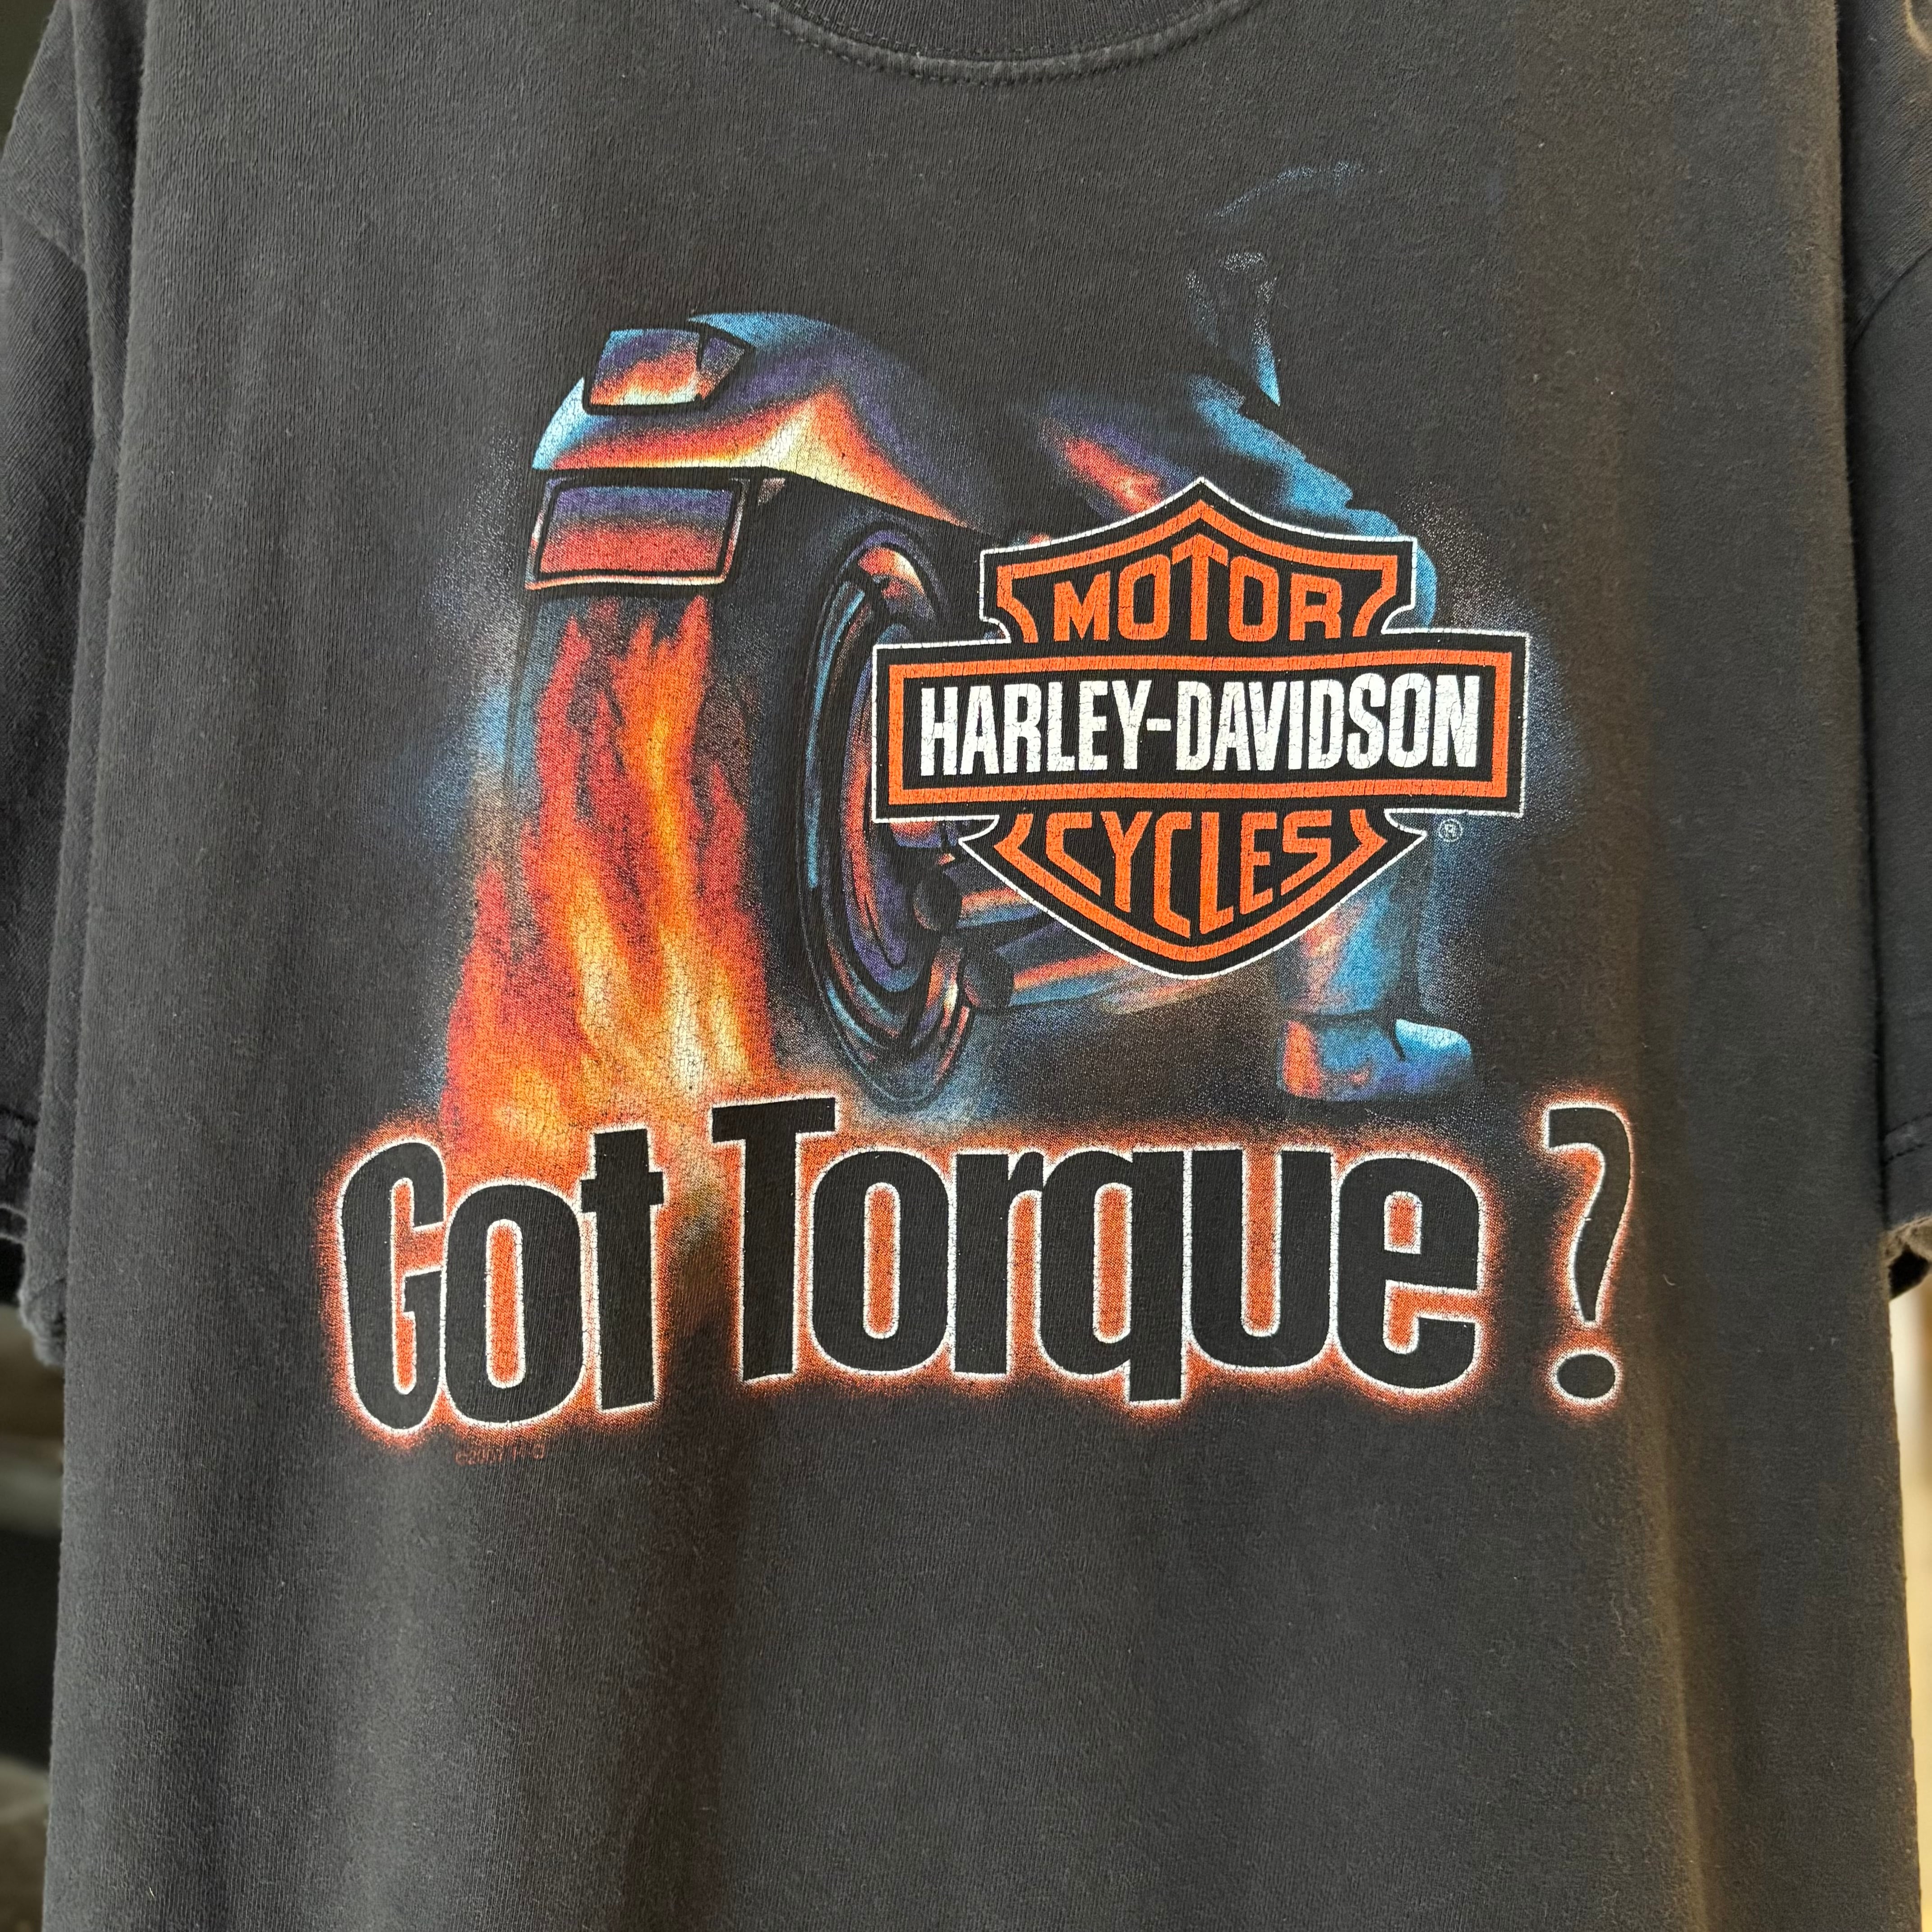 MOTOR
HARLEY-DAVIDSON
CYCLES
®
Got Torque?